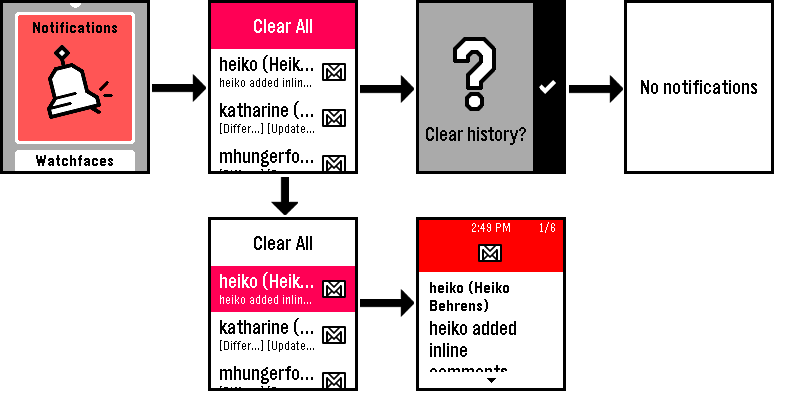 Notifications
Watchfaces
Clear All
heiko (Heik...
heiko added inlin...
katharine (...
[Differ...] [Update...
mhungerfo...
Clear history?
No notifications
Clear All
heiko (Heik...
heiko added inlin...
katharine (...
[Differ...] [Update...
mhungerfo...
2:49 PM 1/6
heiko (Heiko
Behrens)
heiko added
inline
comments